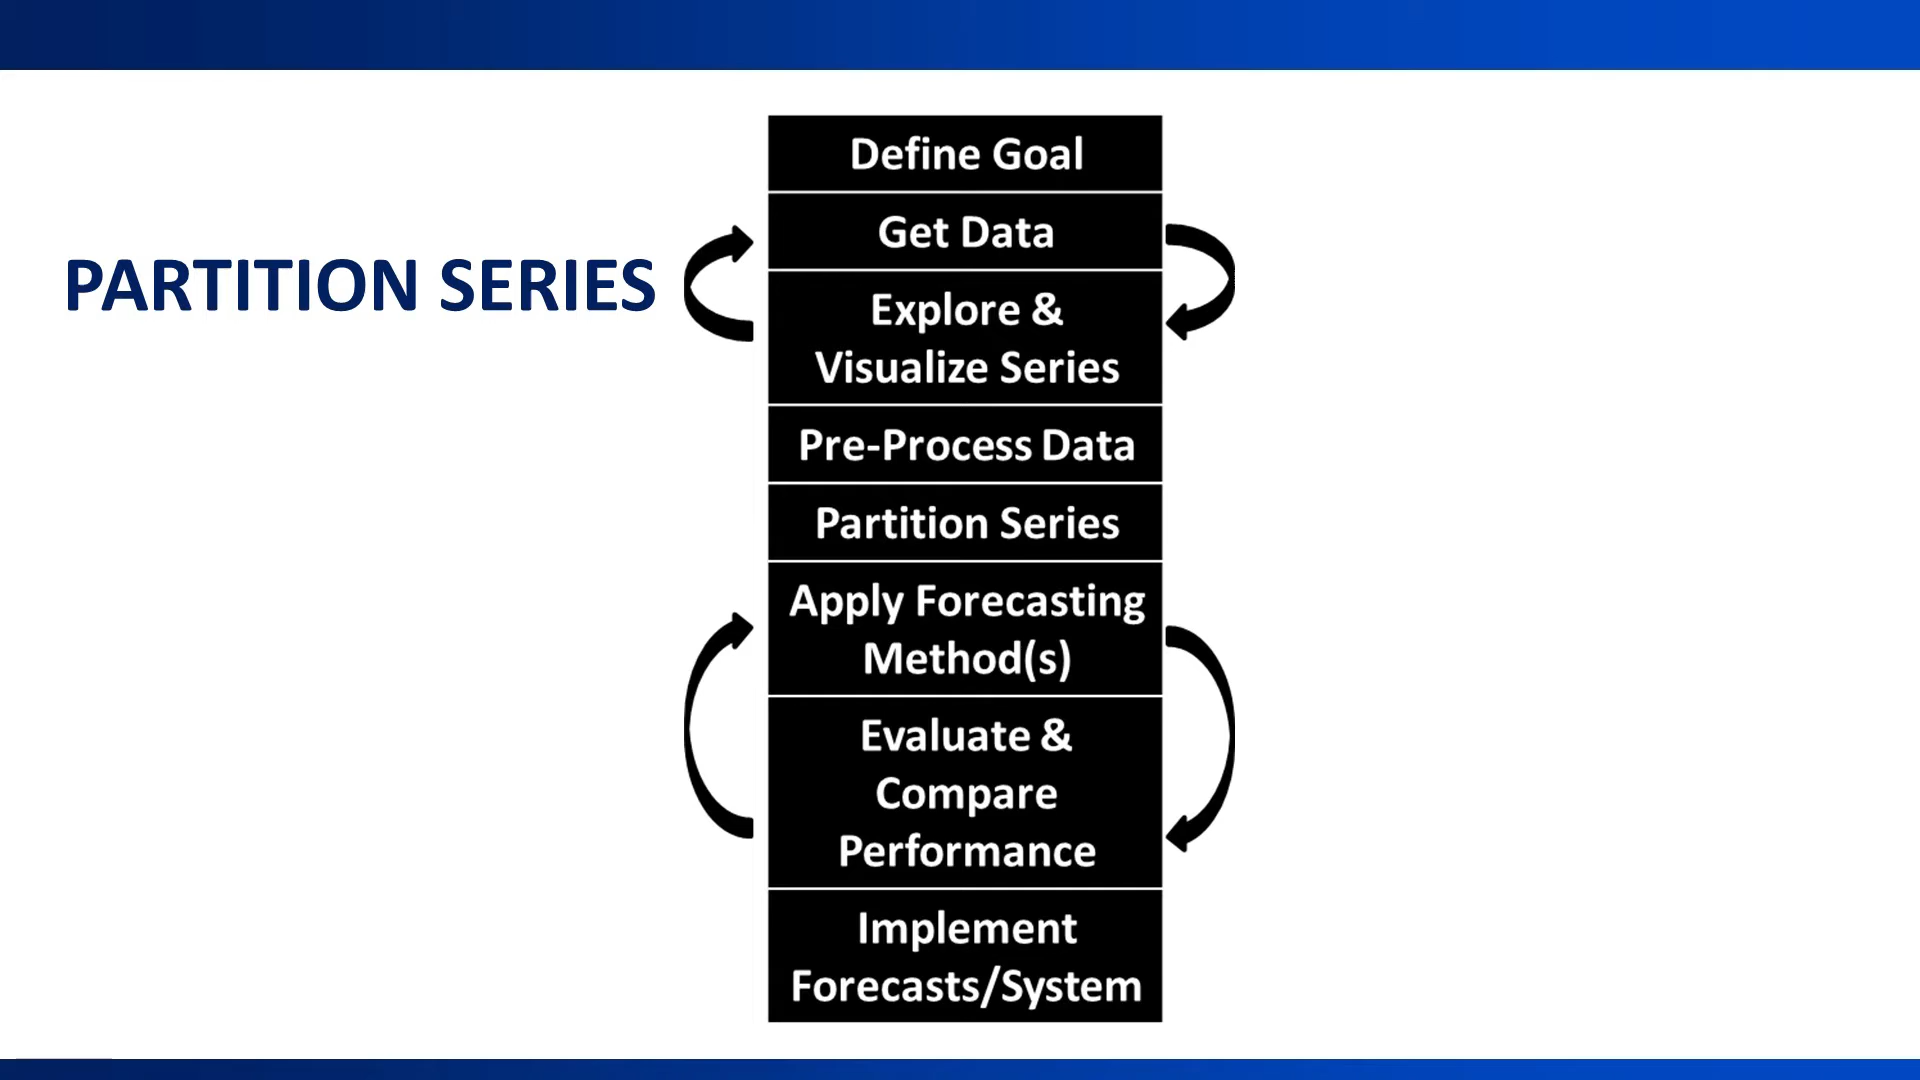 PARTITION SERIES
Define Goal
Get Data
Explore &
Visualize Series
Pre-Process Data
Partition Series
Apply Forecasting
Method(s)
Evaluate &
Compare
Performance
Implement
Forecasts/System